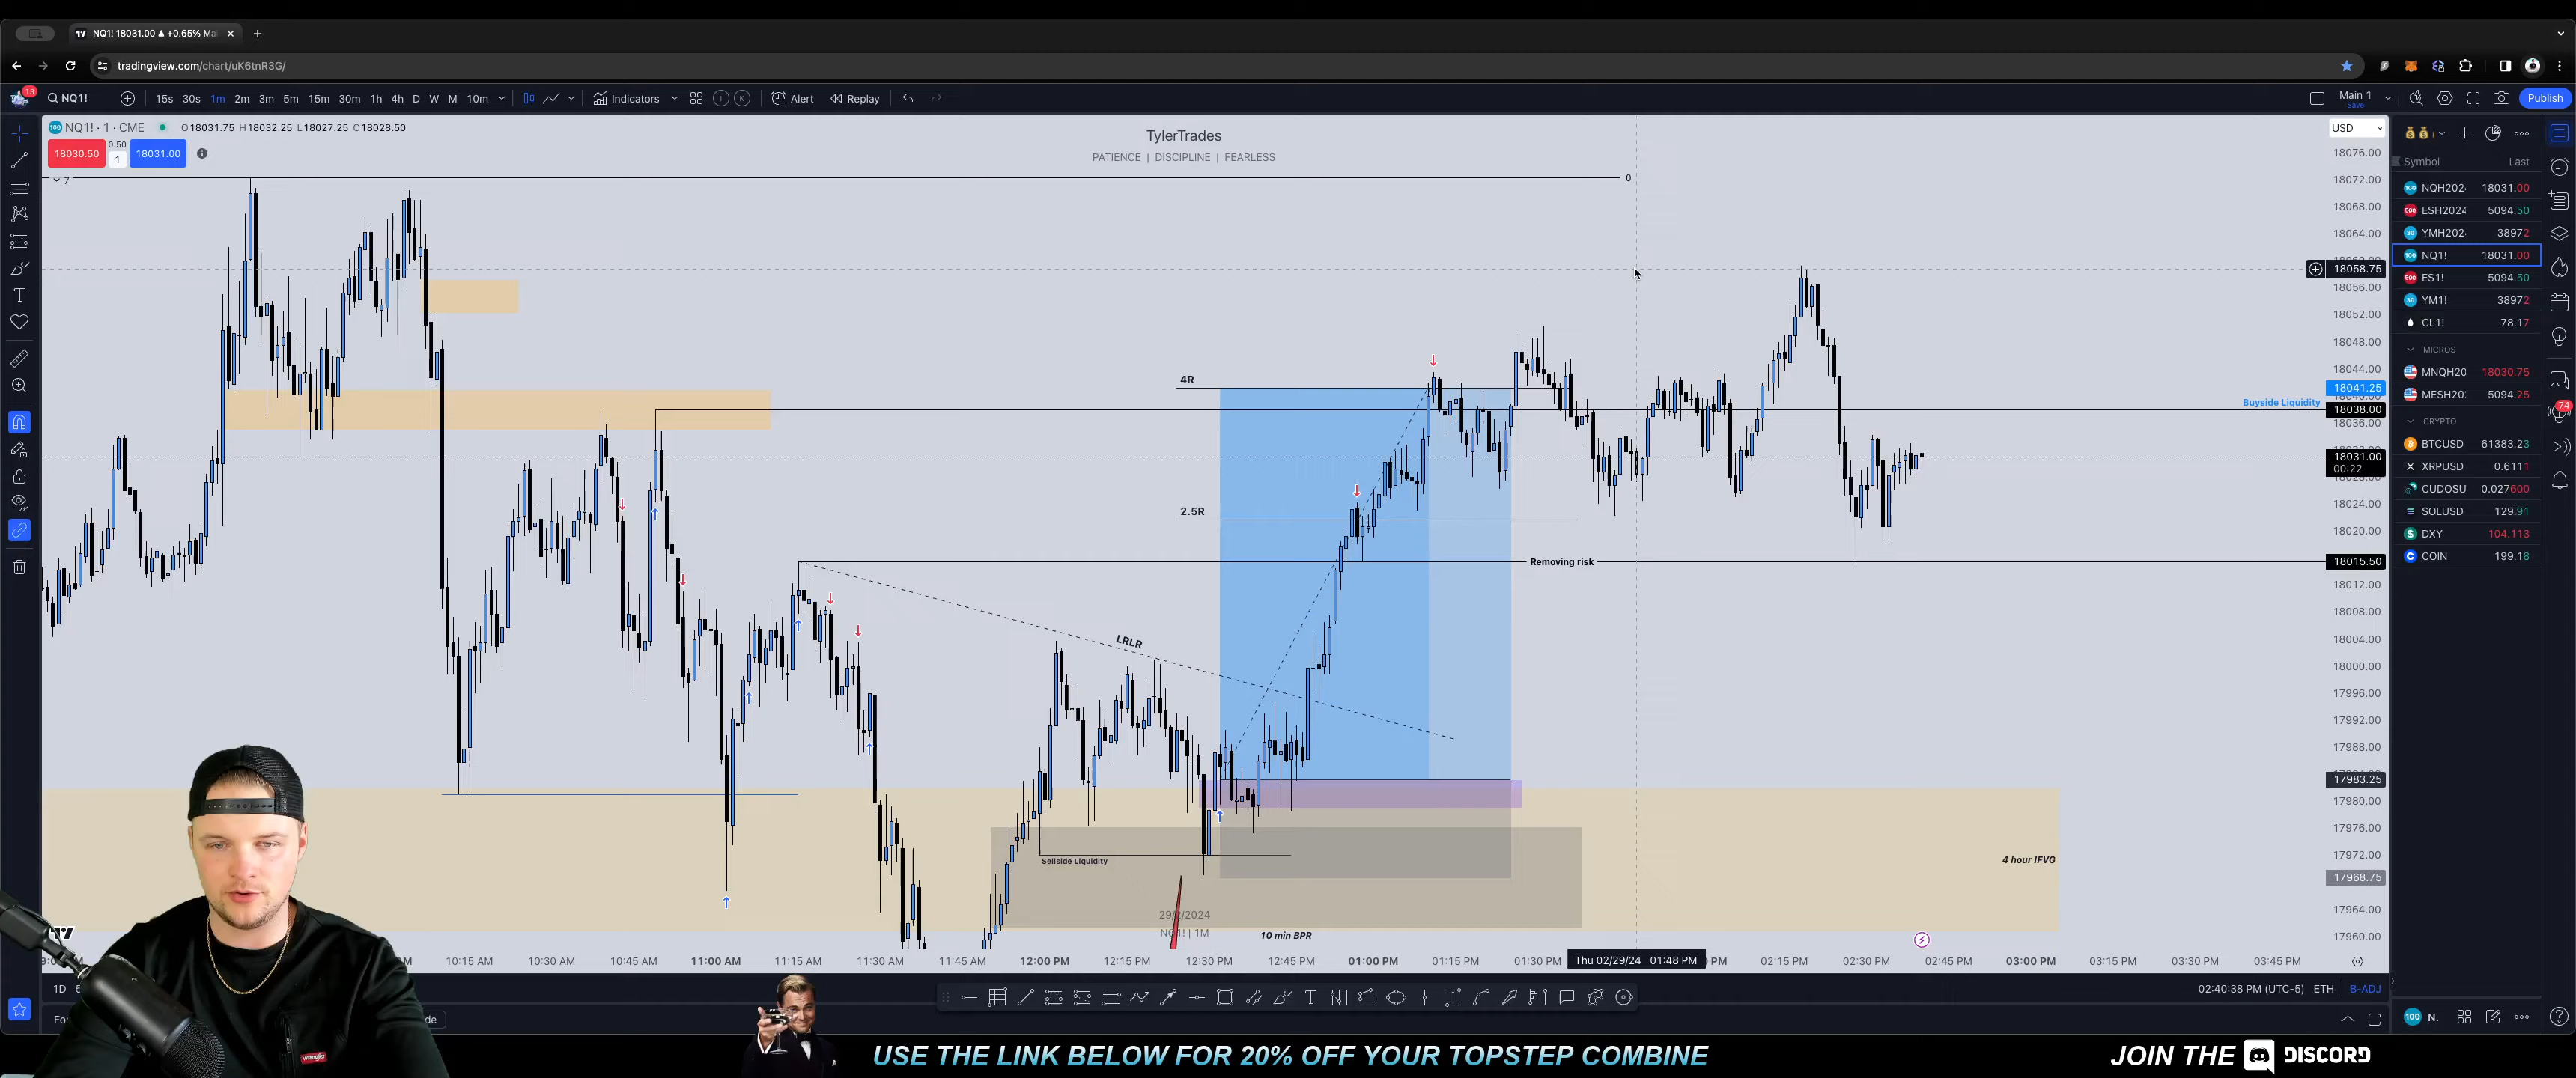 NQ1! 18031.00 ▲ +0.65% Ma
tradingview.com/chart/uK6tnR3G/
13
NQ1!
15s 30s 1m 2m 3m 5m 15m 30m 1h 4h D W M 10m
Indicators
Alert
Replay
Main 1
Save
Publish
NQ1! · 1 · CME
O18031.75 H18032.25 L18027.25 C18028.50
18030.50
0.50
1
18031.00
TylerTrades
PATIENCE | DISCIPLINE | FEARLESS
0
4R
2.5R
Buyside Liquidity
Removing risk
LRLR
Sellside Liquidity
4 hour IFVG
10 min BPR
29/2/2024
NQ1! | 1M
USD
18076.00
18072.00
18068.00
18064.00
18058.75
18056.00
18052.00
18048.00
18044.00
18041.25
18038.00
18036.00
18031.00
00:22
18024.00
18020.00
18015.50
18012.00
18008.00
18004.00
18000.00
17996.00
17992.00
17988.00
17983.25
17980.00
17976.00
17972.00
17968.75
17964.00
17960.00
10:15 AM 10:30 AM 10:45 AM 11:00 AM 11:15 AM 11:30 AM 11:45 AM 12:00 PM 12:15 PM 12:30 PM 12:45 PM 01:00 PM 01:15 PM 01:30 PM Thu 02/29/24 01:48 PM PM 02:15 PM 02:30 PM 02:45 PM 03:00 PM 03:15 PM 03:30 PM 03:45 PM
1D
02:40:38 PM (UTC-5) ETH B-ADJ
Symbol Last
NQH202 18031.00
ESH2024 5094.50
YMH202 38972
NQ1! 18031.00
ES1! 5094.50
YM1! 38972
CL1! 78.17
MICROS
MNQH20 18030.75
MESH20 5094.25
CRYPTO
BTCUSD 61383.23
XRPUSD 0.6111
CUDOSU 0.027600
SOLUSD 129.91
DXY 104.113
COIN 199.18
74
N.
Wrangler
USE THE LINK BELOW FOR 20% OFF YOUR TOPSTEP COMBINE
JOIN THE DISCORD